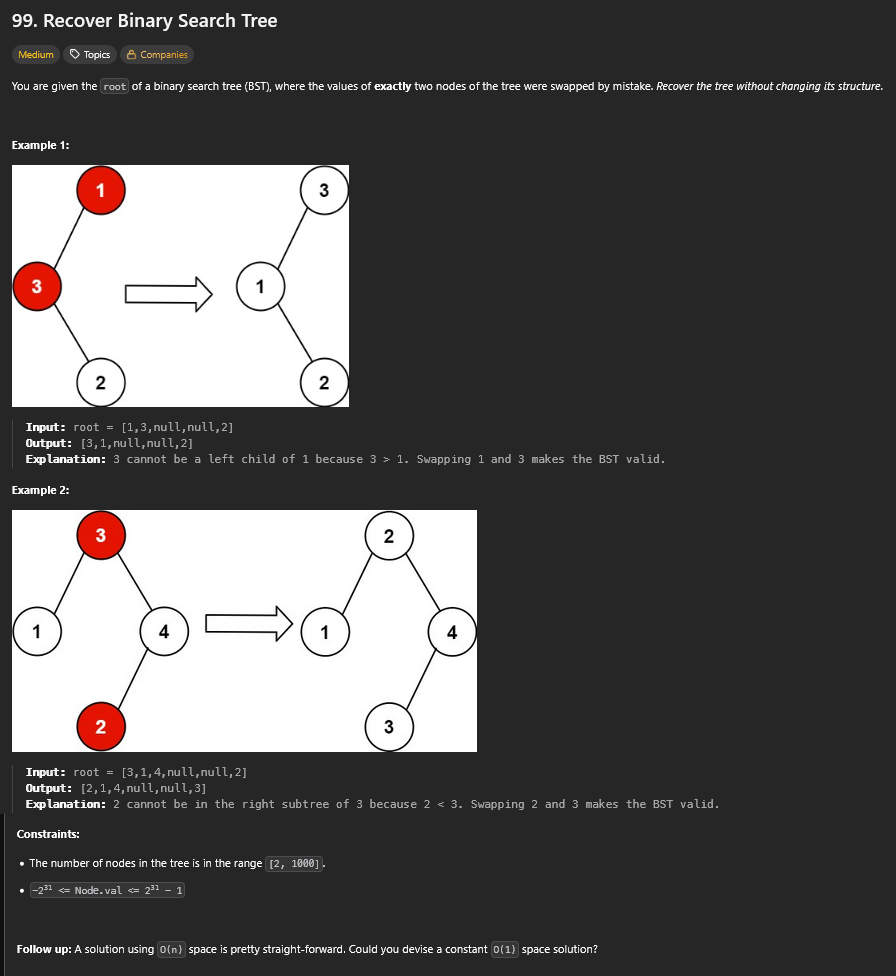 99. Recover Binary Search Tree
Medium Topics Companies
You are given the root of a binary search tree (BST), where the values of exactly two nodes of the tree were swapped by mistake. Recover the tree without changing its structure.
Example 1:
1 3
3 1
2 2
Input: root = [1,3,null,null,2]
Output: [3,1,null,null,2]
Explanation: 3 cannot be a left child of 1 because 3 > 1. Swapping 1 and 3 makes the BST valid.
Example 2:
3 2
1 4 1 4
2 3
Input: root = [3,1,4,null,null,2]
Output: [2,1,4,null,null,3]
Explanation: 2 cannot be in the right subtree of 3 because 2 < 3. Swapping 2 and 3 makes the BST valid.
Constraints:
• The number of nodes in the tree is in the range [2, 1000].
• -2³¹ <= Node.val <= 2³¹ - 1
Follow up: A solution using O(n) space is pretty straight-forward. Could you devise a constant O(1) space solution?